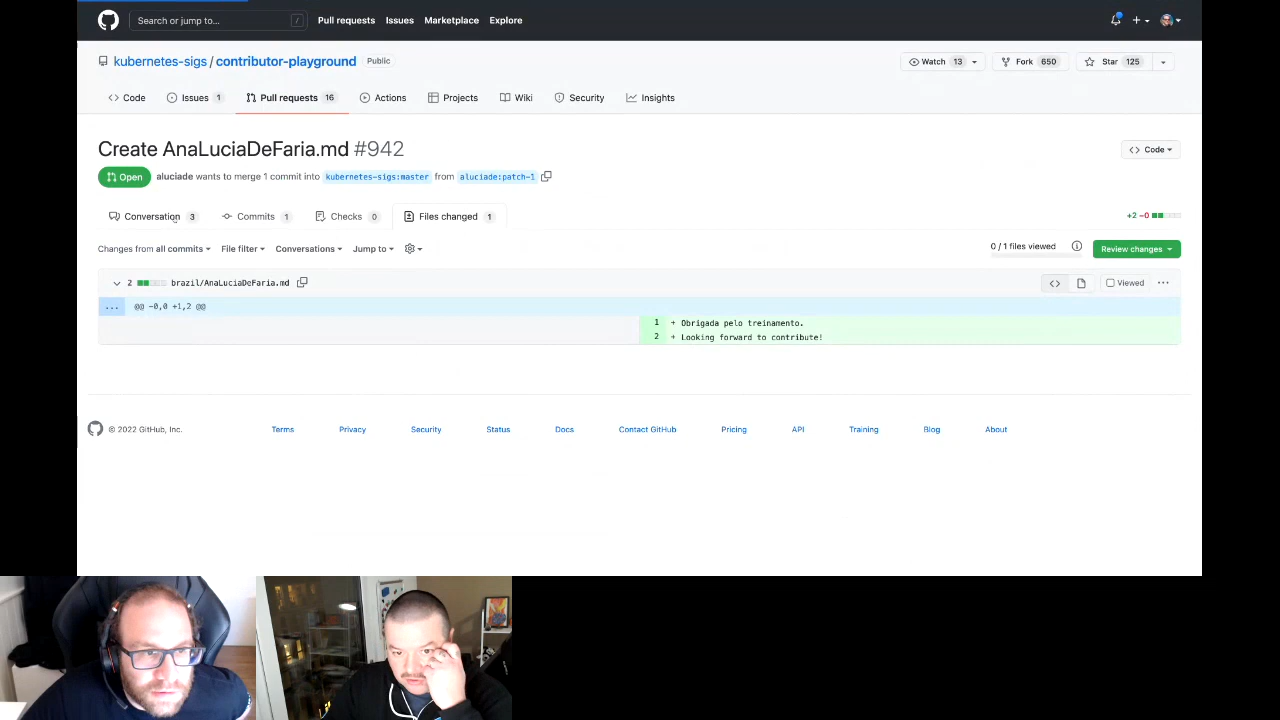 Search or jump to...
/
Pull requests
Issues
Marketplace
Explore
kubernetes-sigs / contributor-playground
Public
Watch 13
Fork 650
Star 125
Code
Issues 1
Pull requests 16
Actions
Projects
Wiki
Security
Insights
Create AnaLuciaDeFaria.md #942
Code
Open
aluciade wants to merge 1 commit into kubernetes-sigs:master from aluciade:patch-1
Conversation 3
Commits 1
Checks 0
Files changed 1
+2 −0
Changes from all commits
File filter
Conversations
Jump to
0 / 1 files viewed
Review changes
2 brazil/AnaLuciaDeFaria.md
Viewed
...
@@ -0,0 +1,2 @@
1 + Obrigada pelo treinamento.
2 + Looking forward to contribute!
© 2022 GitHub, Inc.
Terms
Privacy
Security
Status
Docs
Contact GitHub
Pricing
API
Training
Blog
About